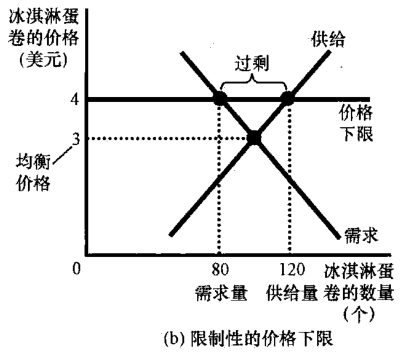 冰淇淋蛋
卷的价格
(美元)
供给
过剩
4
价格
下限
3
均衡
价格
需求
0
80
120
冰淇淋蛋
需求量
供给量
卷的数量
(个)
(b) 限制性的价格下限